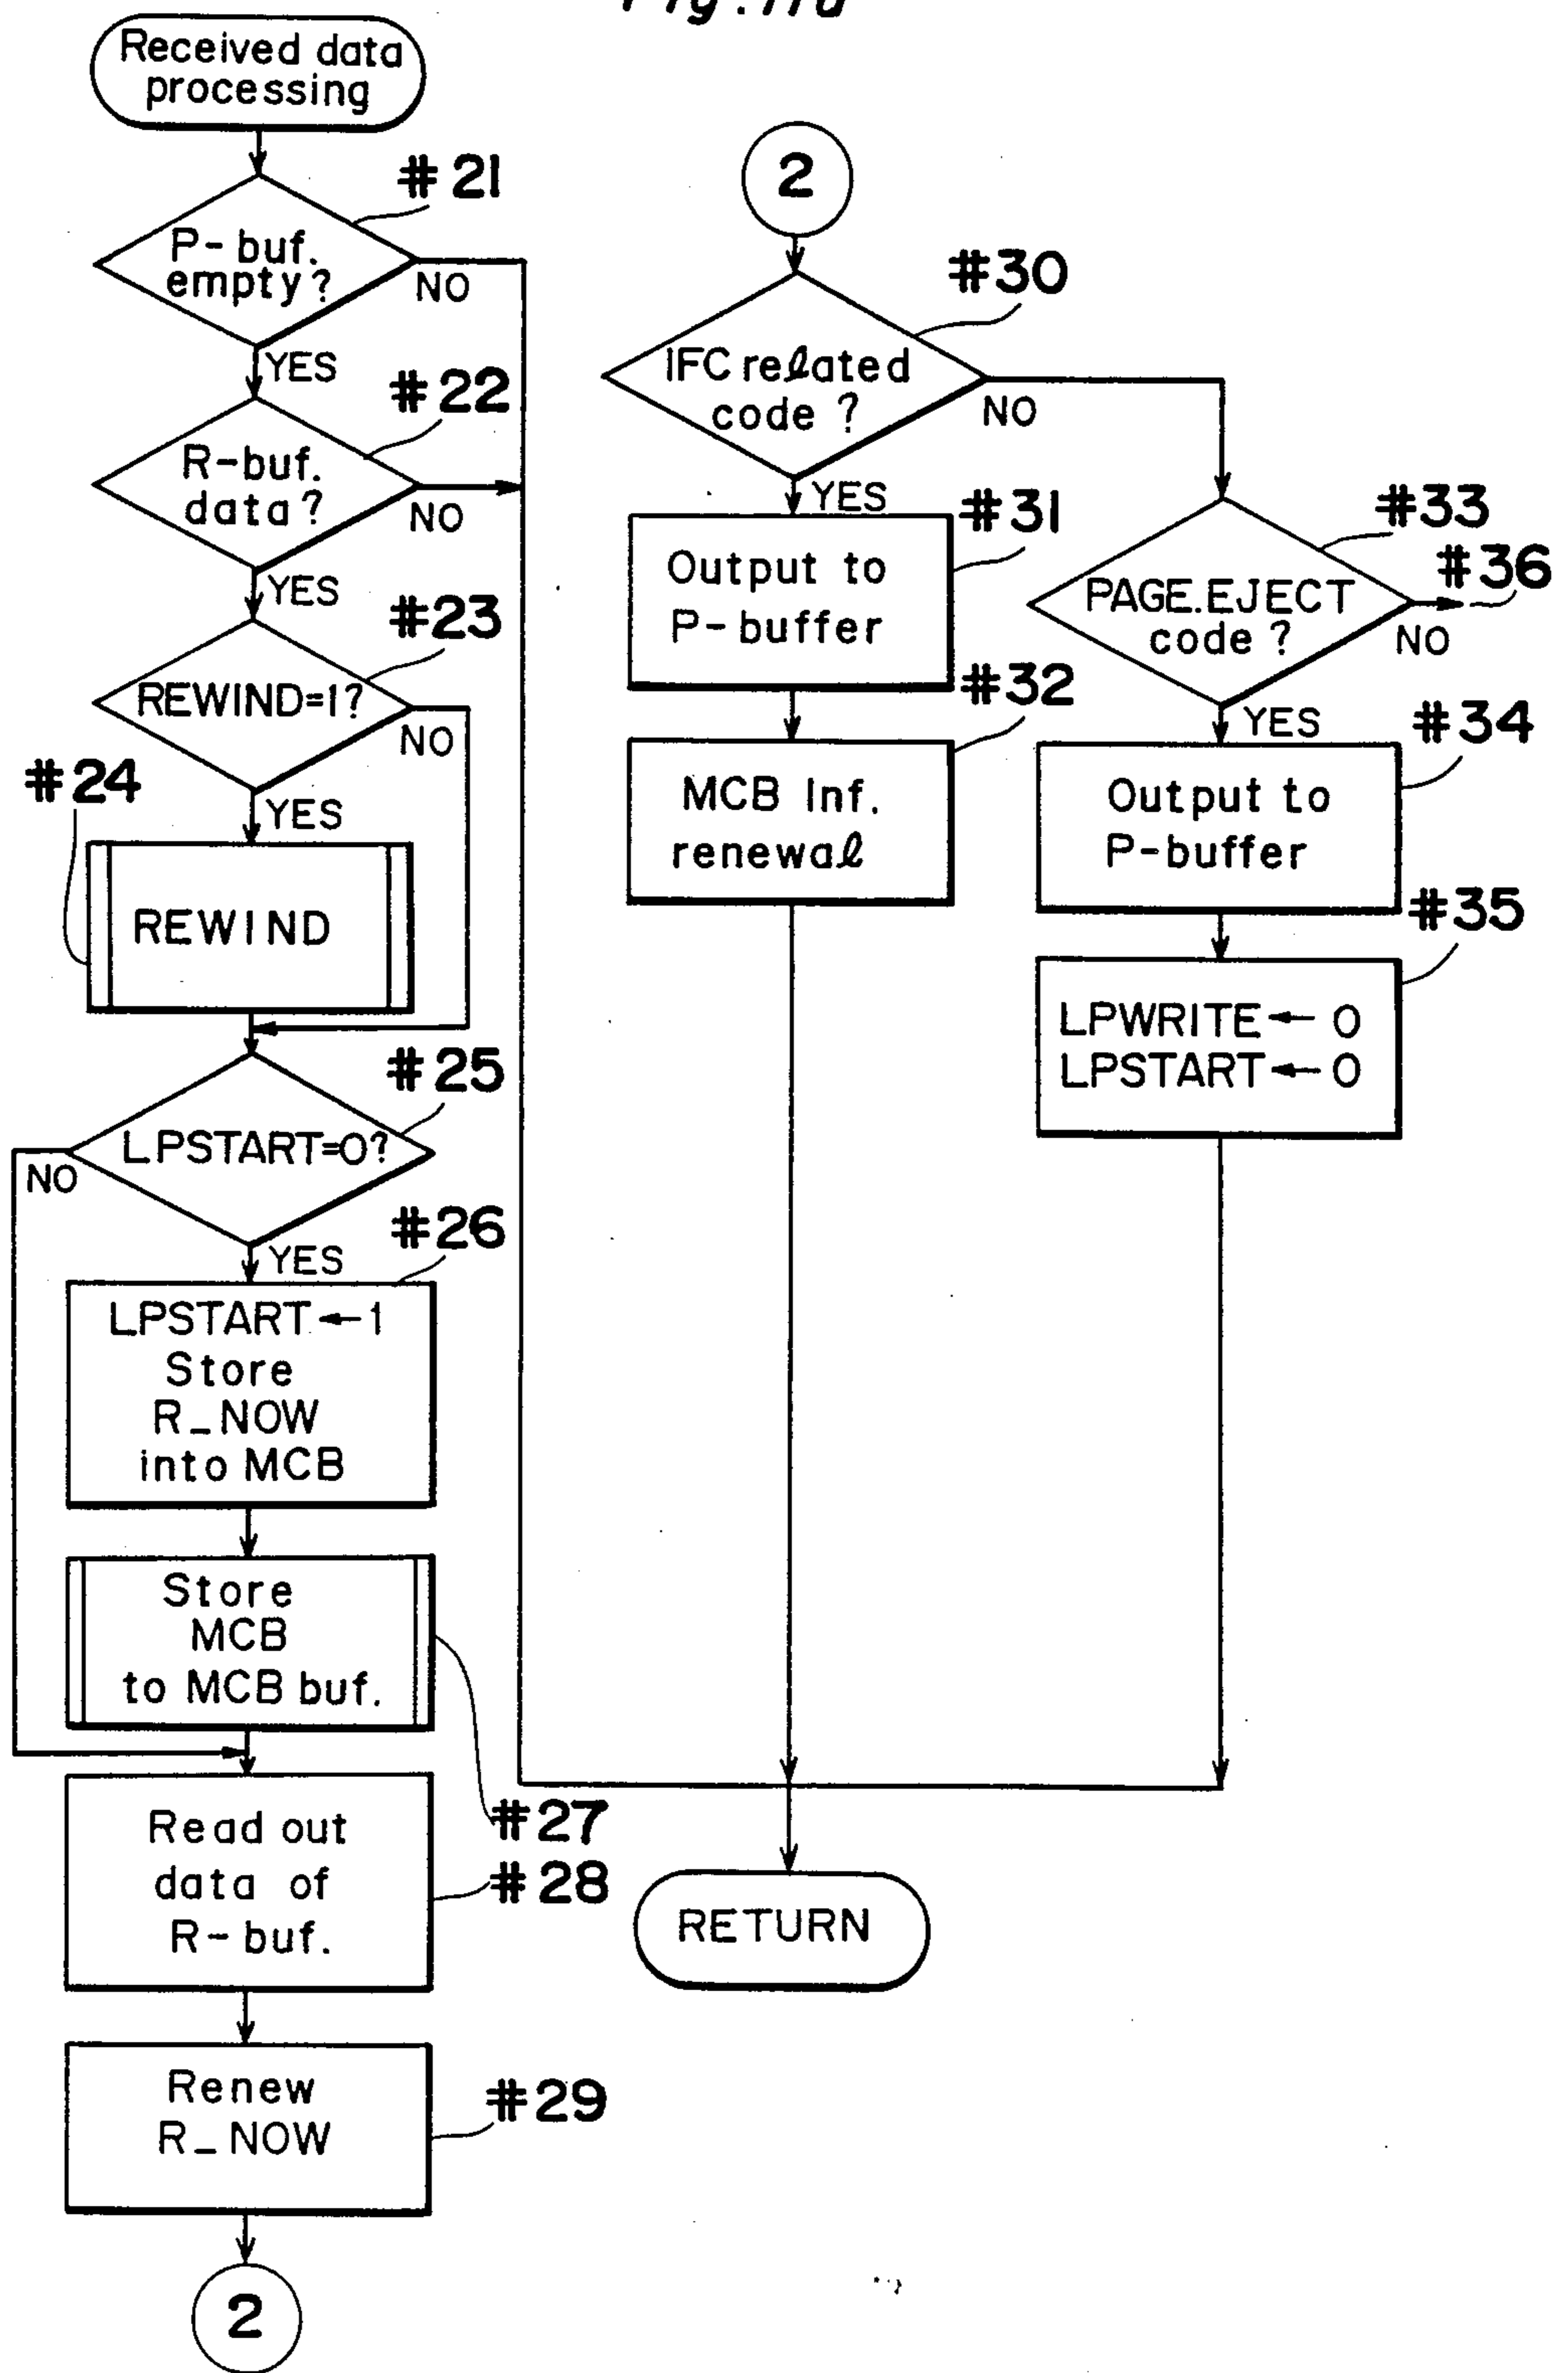 Received data
processing
#21
P-buf.
empty?
NO
YES
#22
R-buf.
data?
NO
YES
#23
REWIND=1?
NO
#24
YES
REWIND
#25
LPSTART=0?
NO
#26
YES
LPSTART←1
Store
R_NOW
into MCB
Store
MCB
to MCB buf.
#27
Read out
data of
R-buf.
#28
Renew
R_NOW
#29
2
2
#30
IFC related
code?
NO
YES
#31
Output to
P-buffer
#32
MCB Inf.
renewal
#33
#36
PAGE.EJECT
code?
NO
YES
#34
Output to
P-buffer
#35
LPWRITE←0
LPSTART←0
RETURN